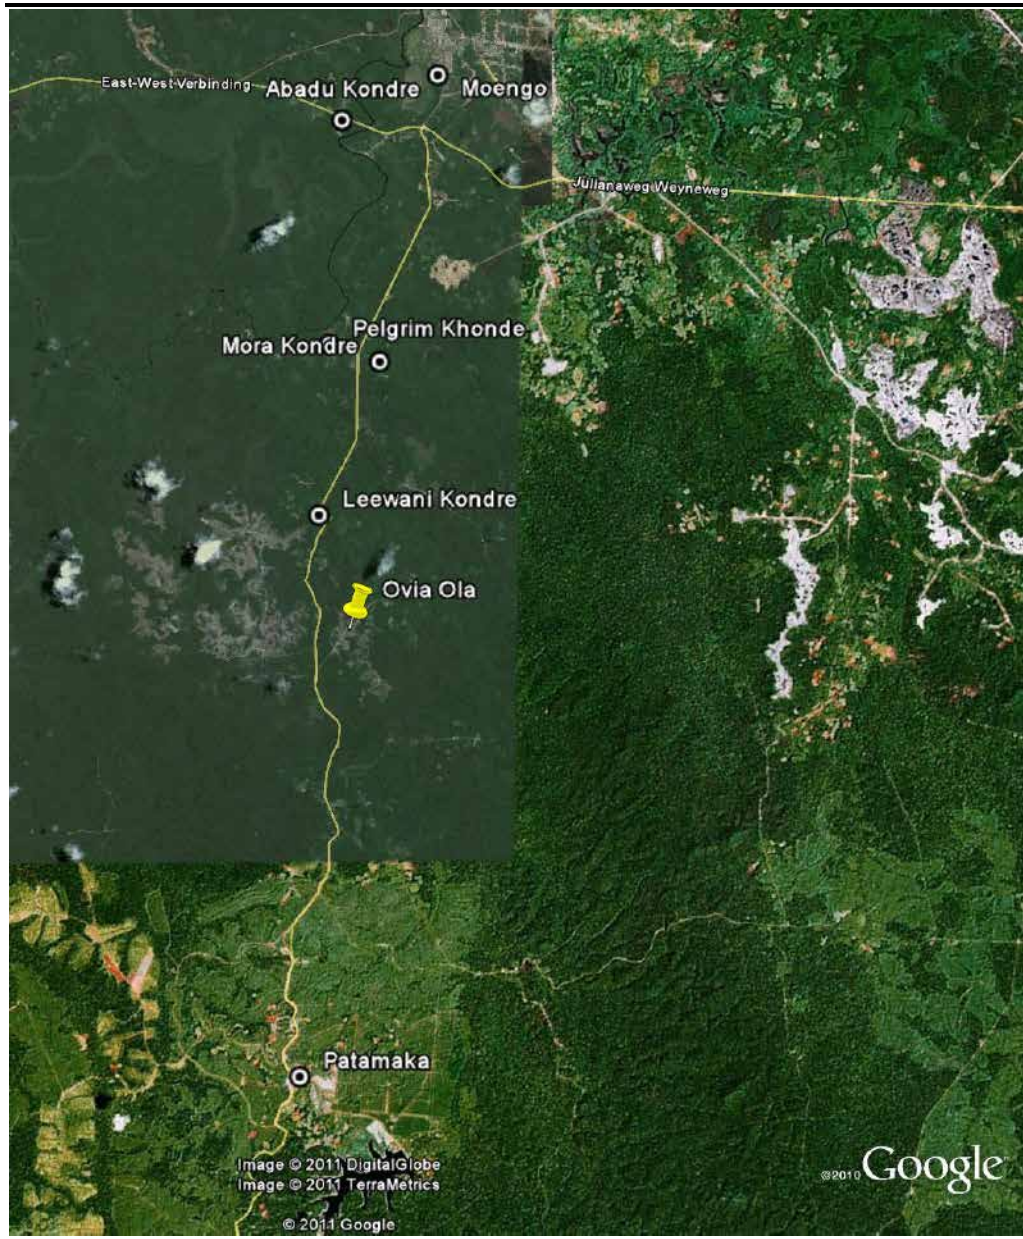 East-West Verbinding
Abadu Kondre
Moengo
Julianaweg Weyneweg
Pelgrim Khonde
Mora Kondre
Leewani Kondre
Ovia Ola
Patamaka
Image © 2011 DigitalGlobe
Image © 2011 TerraMetrics
© 2011 Google
©2010 Google